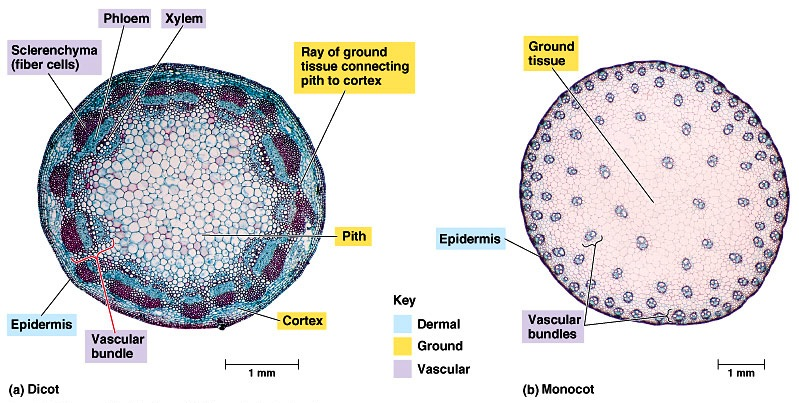 Phloem
Xylem
Sclerenchyma
(fiber cells)
Ray of ground
tissue connecting
pith to cortex
Pith
Cortex
Epidermis
Vascular
bundle
1 mm
(a) Dicot
Key
Dermal
Ground
Vascular
Ground
tissue
Epidermis
Vascular
bundles
1 mm
(b) Monocot